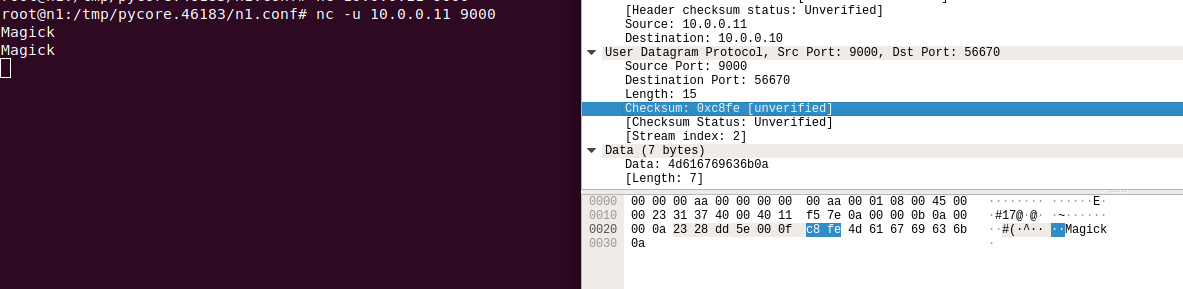 root@n1:/tmp/pycore.46183/n1.conf# nc -u 10.0.0.11 9000
Magick
Magick
[Header checksum status: Unverified]
Source: 10.0.0.11
Destination: 10.0.0.10
User Datagram Protocol, Src Port: 9000, Dst Port: 56670
Source Port: 9000
Destination Port: 56670
Length: 15
Checksum: 0xc8fe [unverified]
[Checksum Status: Unverified]
[Stream index: 2]
Data (7 bytes)
Data: 4d616769636b0a
[Length: 7]
0000 00 00 00 aa 00 00 00 00 00 aa 00 01 08 00 45 00 ········ ······E·
0010 00 23 31 37 40 00 40 11 f5 7e 0a 00 00 0b 0a 00 ·#17@·@· ·~······
0020 00 0a 23 28 dd 5e 00 0f c8 fe 4d 61 67 69 63 6b ··#(·^·· ··Magick
0030 0a ·